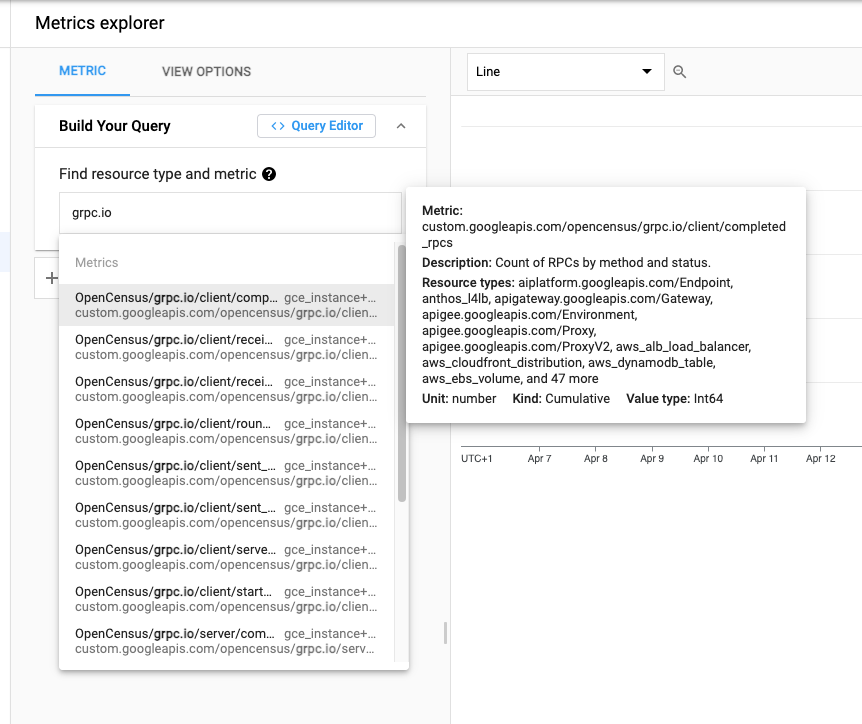 Metrics explorer
METRIC
VIEW OPTIONS
Line
Build Your Query
<> Query Editor
Find resource type and metric
grpc.io
Metrics
OpenCensus/grpc.io/client/comp... gce_instance+...
custom.googleapis.com/opencensus/grpc.io/clien...
OpenCensus/grpc.io/client/recei... gce_instance+...
custom.googleapis.com/opencensus/grpc.io/clien...
OpenCensus/grpc.io/client/recei... gce_instance+...
custom.googleapis.com/opencensus/grpc.io/clien...
OpenCensus/grpc.io/client/roun... gce_instance+...
custom.googleapis.com/opencensus/grpc.io/clien...
OpenCensus/grpc.io/client/sent_... gce_instance+...
custom.googleapis.com/opencensus/grpc.io/clien...
OpenCensus/grpc.io/client/sent_... gce_instance+...
custom.googleapis.com/opencensus/grpc.io/clien...
OpenCensus/grpc.io/client/serve... gce_instance+...
custom.googleapis.com/opencensus/grpc.io/clien...
OpenCensus/grpc.io/client/start... gce_instance+...
custom.googleapis.com/opencensus/grpc.io/clien...
OpenCensus/grpc.io/server/com... gce_instance+...
custom.googleapis.com/opencensus/grpc.io/serv...
Metric:
custom.googleapis.com/opencensus/grpc.io/client/completed
_rpcs
Description: Count of RPCs by method and status.
Resource types: aiplatform.googleapis.com/Endpoint,
anthos_l4lb, apigateway.googleapis.com/Gateway,
apigee.googleapis.com/Environment,
apigee.googleapis.com/Proxy,
apigee.googleapis.com/ProxyV2, aws_alb_load_balancer,
aws_cloudfront_distribution, aws_dynamodb_table,
aws_ebs_volume, and 47 more
Unit: number Kind: Cumulative Value type: Int64
UTC+1 Apr 7 Apr 8 Apr 9 Apr 10 Apr 11 Apr 12